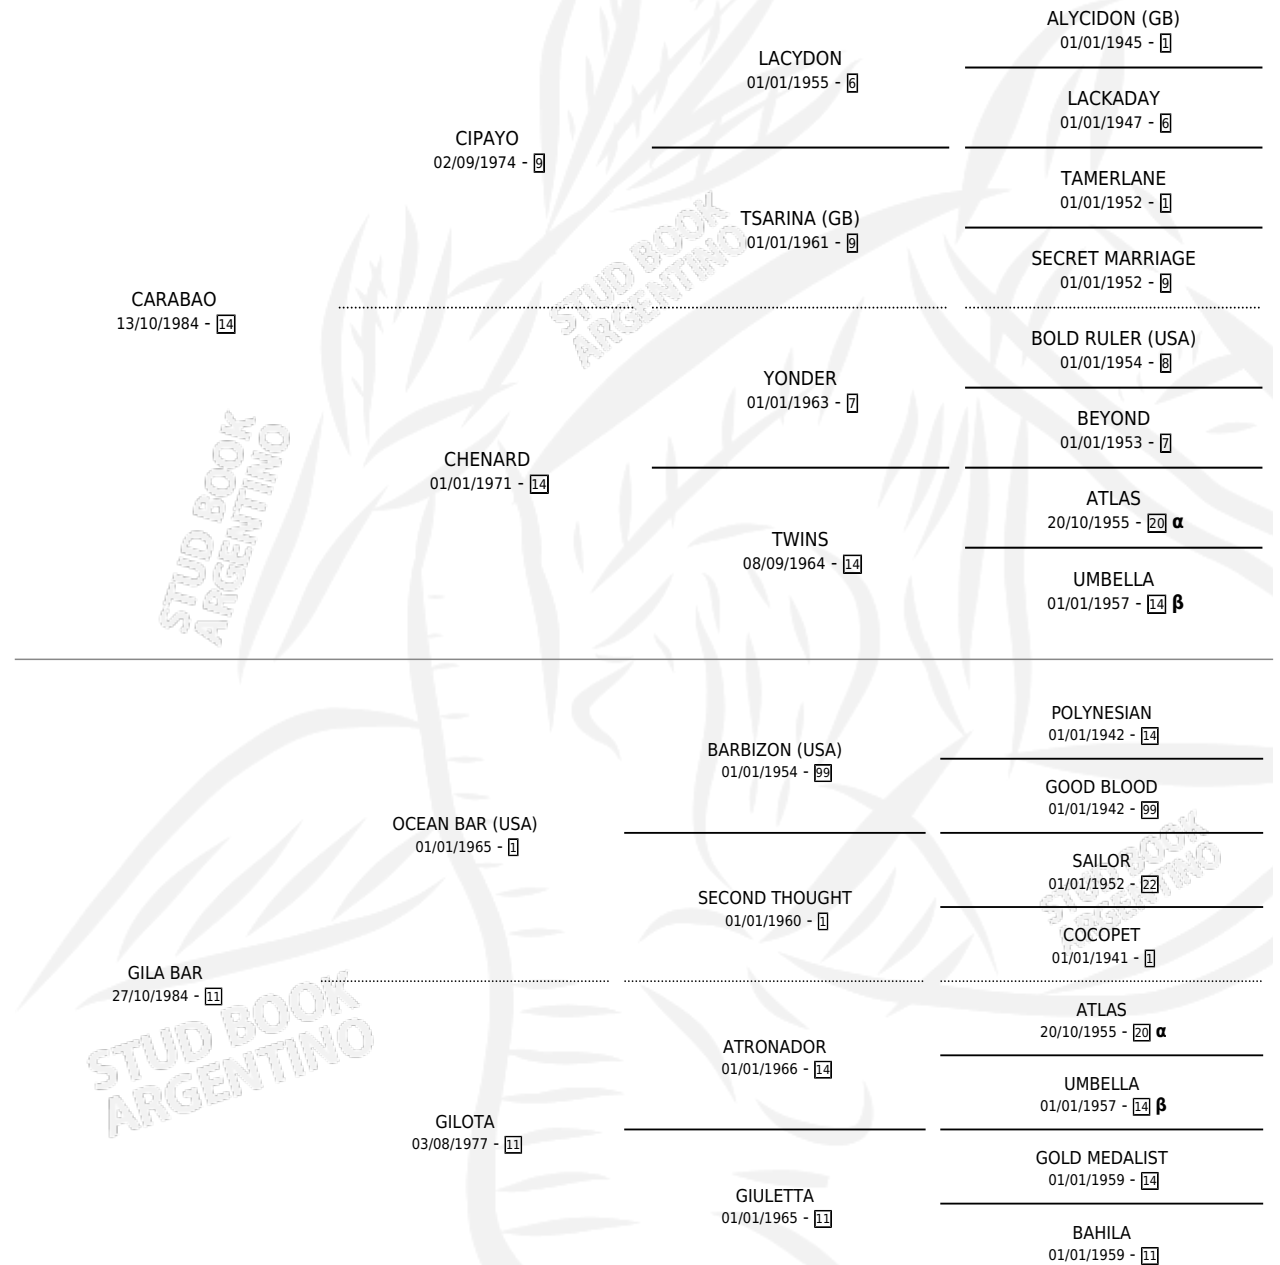 ALYCIDON (GB)
01/01/1945 - 1
LACYDON
01/01/1955 - 6
LACKADAY
01/01/1947 - 6
CIPAYO
02/09/1974 - 9
TAMERLANE
01/01/1952 - 1
TSARINA (GB)
01/01/1961 - 9
SECRET MARRIAGE
01/01/1952 - 9
CARABAO
13/10/1984 - 14
BOLD RULER (USA)
01/01/1954 - 8
YONDER
01/01/1963 - 7
BEYOND
01/01/1953 - 7
CHENARD
01/01/1971 - 14
ATLAS
20/10/1955 - 20 α
TWINS
08/09/1964 - 14
UMBELLA
01/01/1957 - 14 β
POLYNESIAN
01/01/1942 - 14
BARBIZON (USA)
01/01/1954 - 99
GOOD BLOOD
01/01/1942 - 99
OCEAN BAR (USA)
01/01/1965 - 1
SAILOR
01/01/1952 - 22
SECOND THOUGHT
01/01/1960 - 1
COCOPET
01/01/1941 - 1
GILA BAR
27/10/1984 - 11
ATLAS
20/10/1955 - 20 α
ATRONADOR
01/01/1966 - 14
UMBELLA
01/01/1957 - 14 β
GILOTA
03/08/1977 - 11
GOLD MEDALIST
01/01/1959 - 14
GIULETTA
01/01/1965 - 11
BAHILA
01/01/1959 - 11
STUD BOOK
ARGENTINO
STUD BOOK
ARGENTINO
STUD BOOK
ARGENTINO
STUD BOOK
ARGENTINO